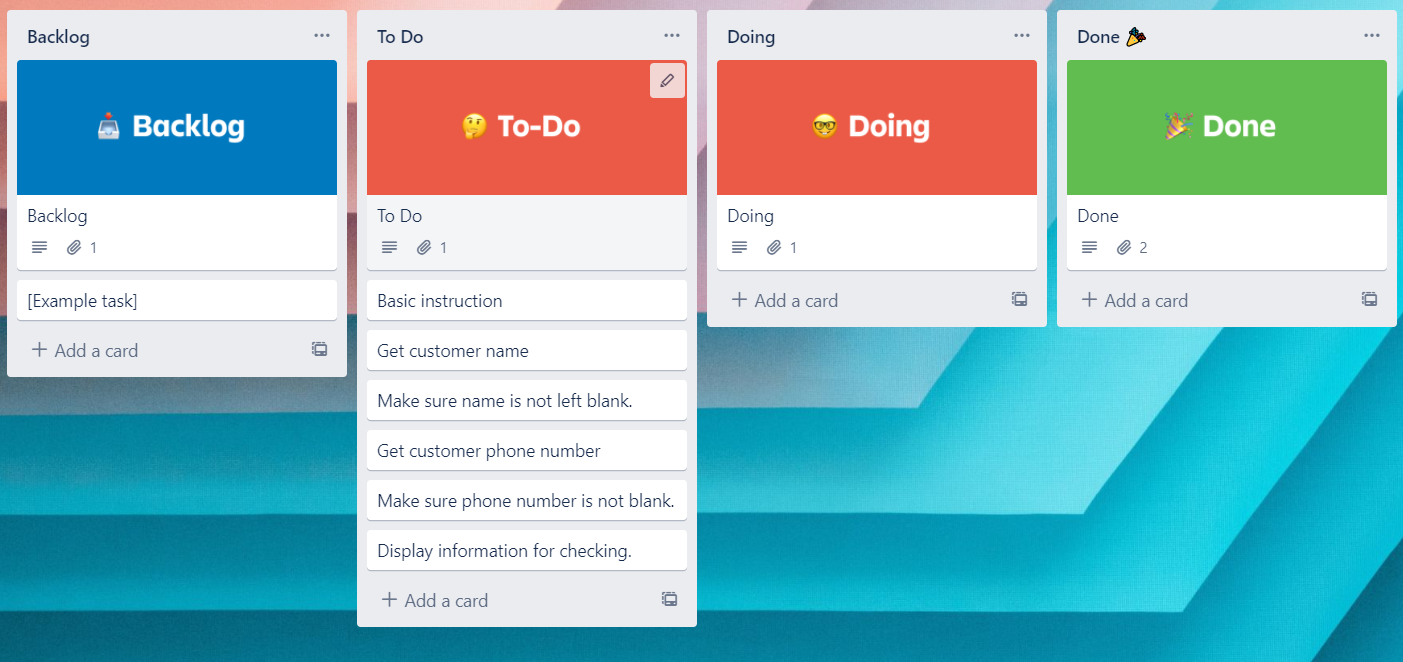 Backlog
Backlog
Backlog
1
[Example task]
Add a card
To Do
To-Do
To Do
1
Basic instruction
Get customer name
Make sure name is not left blank.
Get customer phone number
Make sure phone number is not blank.
Display information for checking.
Add a card
Doing
Doing
Doing
1
Add a card
Done
Done
Done
2
Add a card